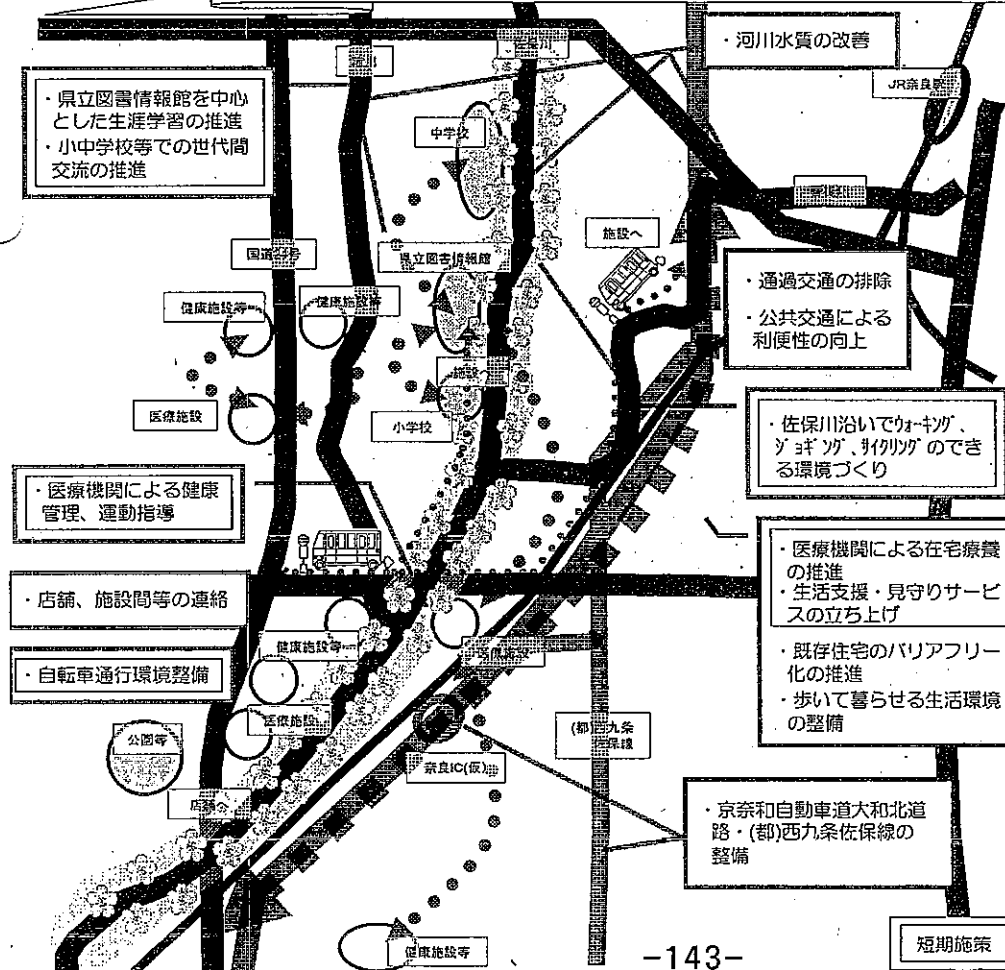 ・河川水質の改善
佐保川
JR奈良駅
・県立図書情報館を中心
とした生涯学習の推進
・小中学校等での世代間
交流の推進
中学校
施設へ
県立図書情報館
健康施設等
健康施設等
・通過交通の排除
・公共交通による
利便性の向上
施設
医療施設
小学校
・佐保川沿いでウォーキング、
ジョギング、サイクリングのでき
る環境づくり
・医療機関による健康
管理、運動指導
・医療機関による在宅療養
の推進
・生活支援・見守りサービ
スの立ち上げ
・既存住宅のバリアフリー
化の推進
・歩いて暮らせる生活環境
の整備
・店舗、施設間等の連絡
健康施設等
医療施設
・自転車通行環境整備
医療施設
公園等
(都)西九条
佐保線
奈良IC(仮)
店舗へ
・京奈和自動車道大和北道
路・(都)西九条佐保線の
整備
健康施設等
短期施策
-143-